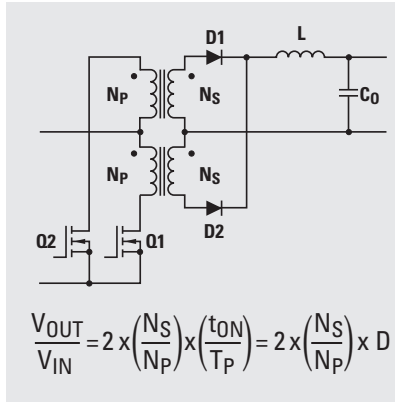 D1
L
N_P
N_S
C_O
N_P
N_S
D2
Q2
Q1
V_OUT/V_IN = 2 x (N_S/N_P) x (t_ON/T_P) = 2 x (N_S/N_P) x D